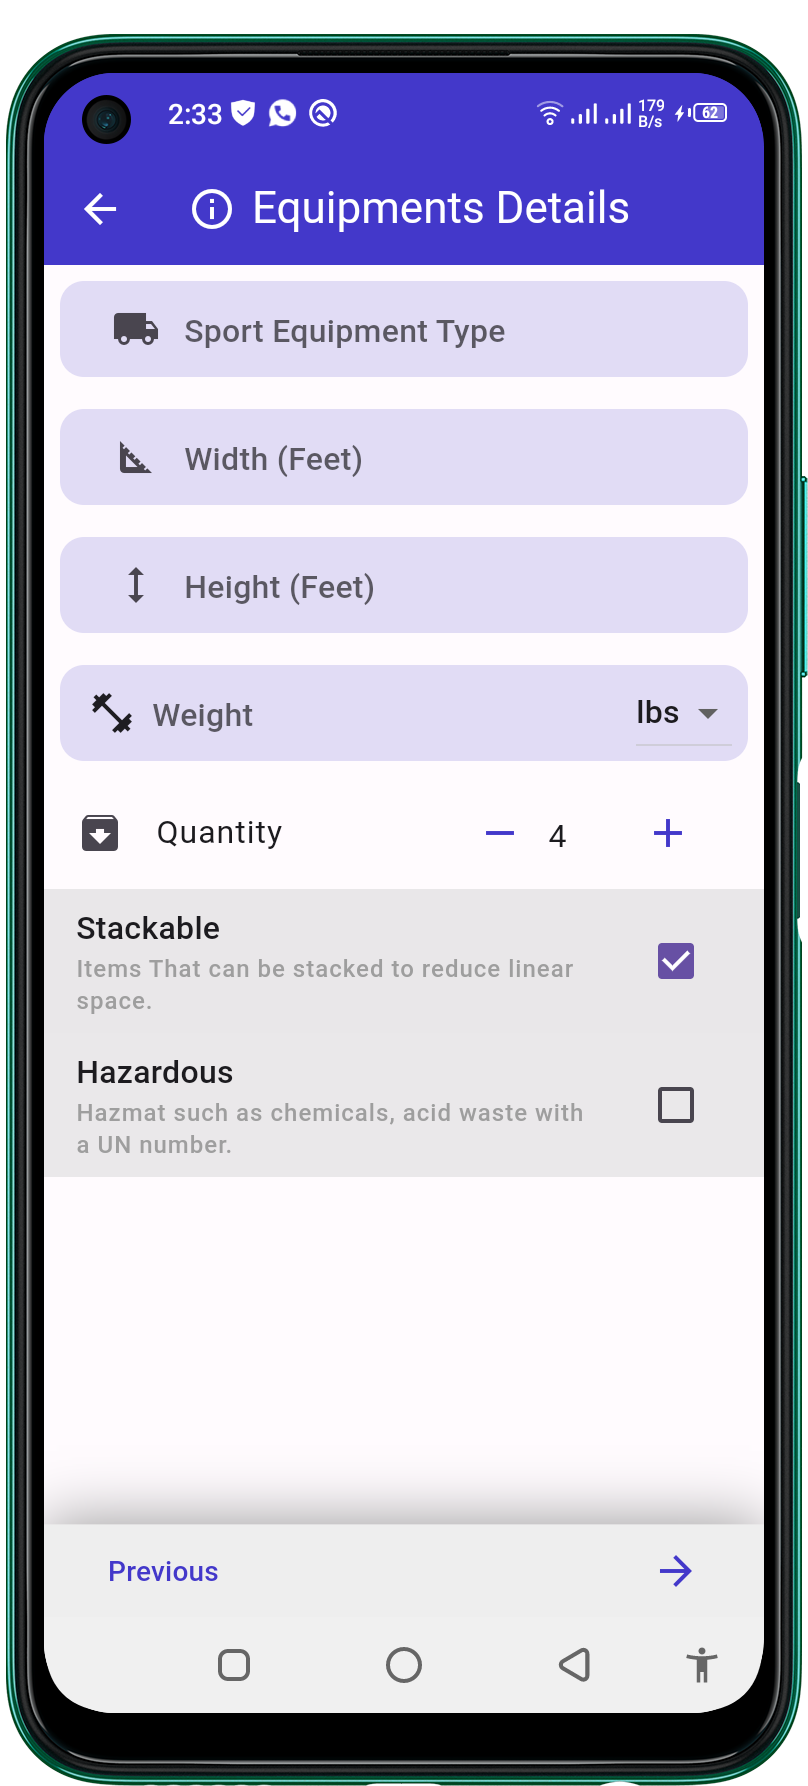 2:33
179
B/s
62
Equipments Details
Sport Equipment Type
Width (Feet)
Height (Feet)
Weight
lbs
Quantity
4
Stackable
Items That can be stacked to reduce linear
space.
Hazardous
Hazmat such as chemicals, acid waste with
a UN number.
Previous